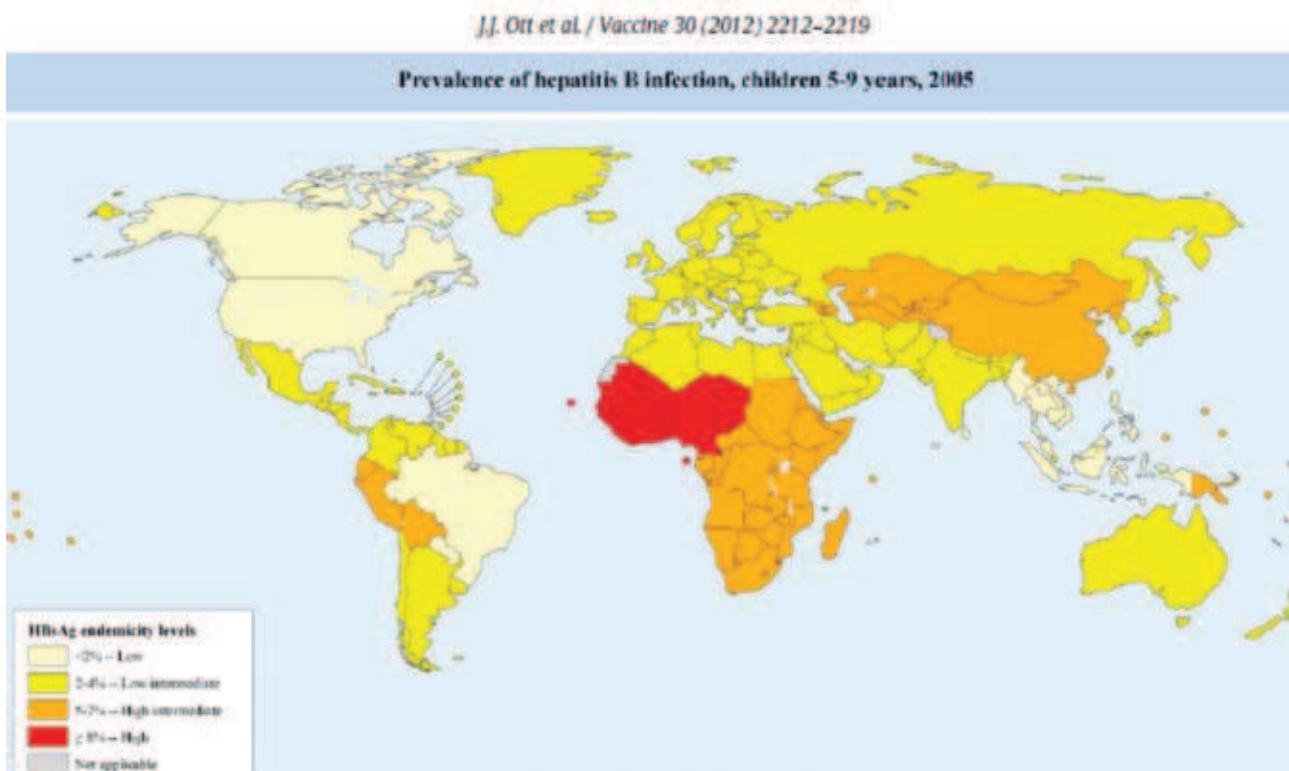 J.J. Ott et al. / Vaccine 30 (2012) 2212–2219
Prevalence of hepatitis B infection, children 5-9 years, 2005
HBsAg endemicity levels
<2% – Low
2-4% – Low intermediate
5-7% – High intermediate
≥ 8% – High
Not applicable